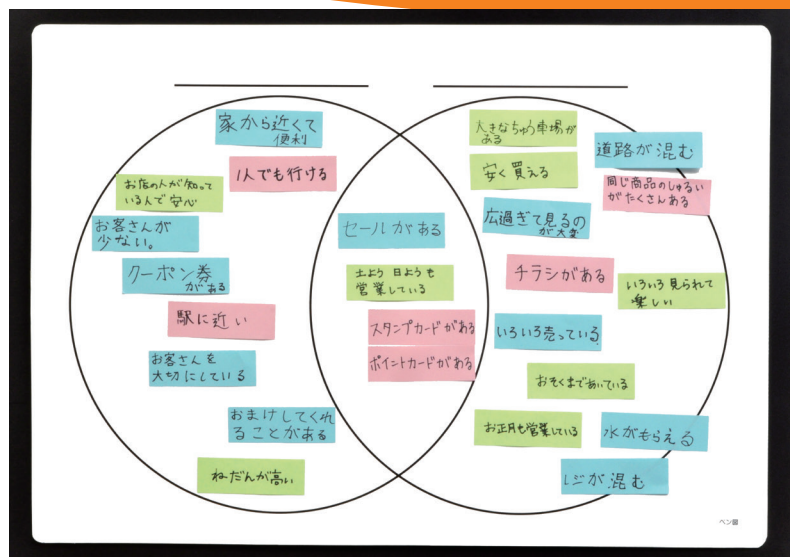 家から近くて
便利
1人でも行ける
お店の人が知って
いる人で安心
お客さんが
少ない。
クーポン券
がある
駅に近い
お客さんを
大切にしている
おまけしてくれ
ることがある
ねだんが高い
セールがある
土よう日ようも
営業している
スタンプカードがある
ポイントカードがある
大きなちゅう車場が
ある
安く買える
道路が混む
同じ商品のしゅるい
がたくさんある
広過ぎて見るの
が大変
チラシがある
いろいろ見られて
楽しい
いろいろ売っている
おそくまであいている
お正月も営業している
水がもらえる
レジが混む
ベン図